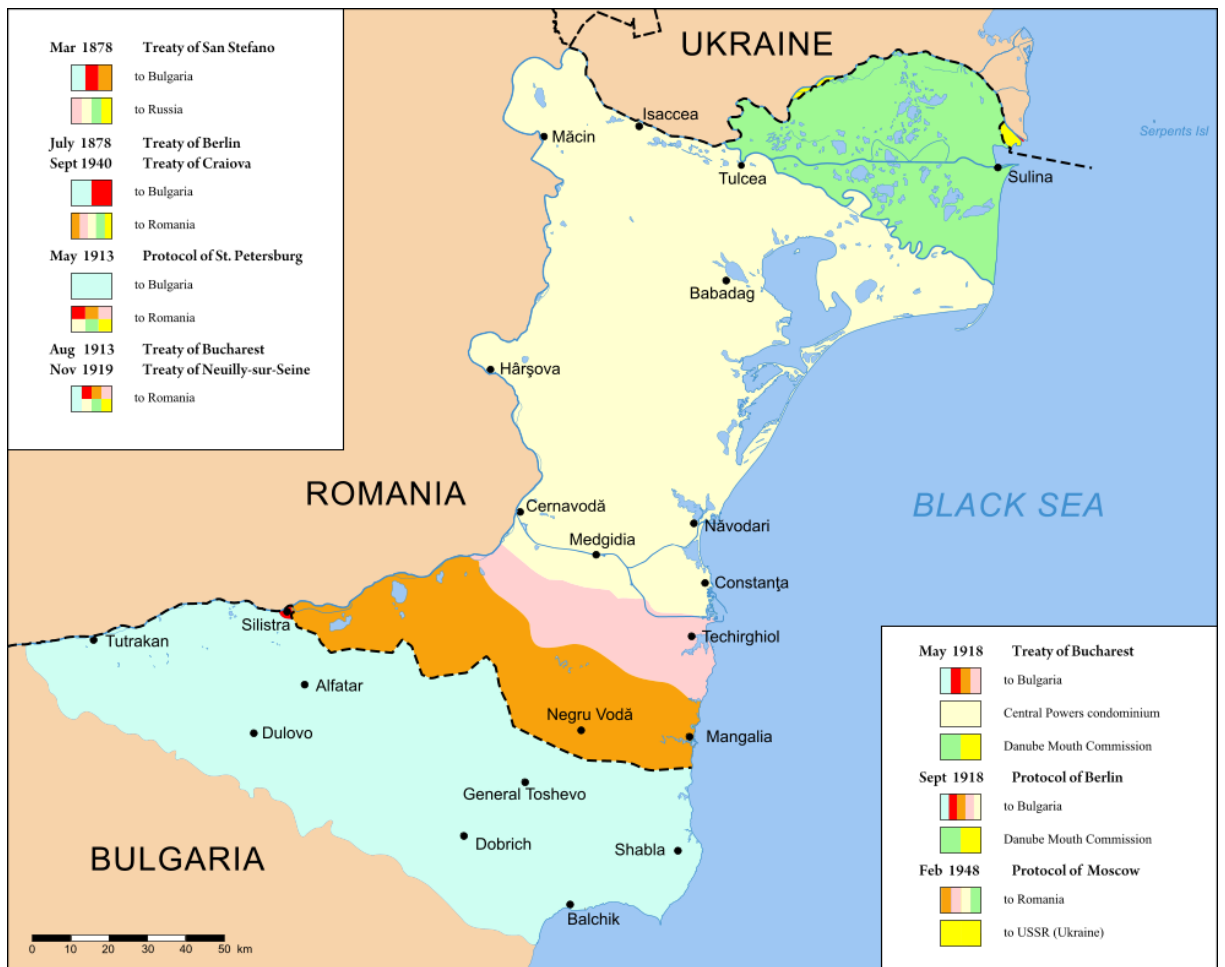 Mar 1878 Treaty of San Stefano
to Bulgaria
to Russia
July 1878 Treaty of Berlin
Sept 1940 Treaty of Craiova
to Bulgaria
to Romania
May 1913 Protocol of St. Petersburg
to Bulgaria
to Romania
Aug 1913 Treaty of Bucharest
Nov 1919 Treaty of Neuilly-sur-Seine
to Romania
UKRAINE
Isaccea
Măcin
Serpents Isl
Tulcea
Sulina
Babadag
Hârşova
ROMANIA
BLACK SEA
Cernavodă
Năvodari
Medgidia
Constanţa
Silistra
Tutrakan
Techirghiol
Alfatar
Negru Vodă
Dulovo
Mangalia
General Toshevo
Dobrich
Shabla
BULGARIA
Balchik
0 10 20 30 40 50 km
May 1918 Treaty of Bucharest
to Bulgaria
Central Powers condominium
Danube Mouth Commission
Sept 1918 Protocol of Berlin
to Bulgaria
Danube Mouth Commission
Feb 1948 Protocol of Moscow
to Romania
to USSR (Ukraine)